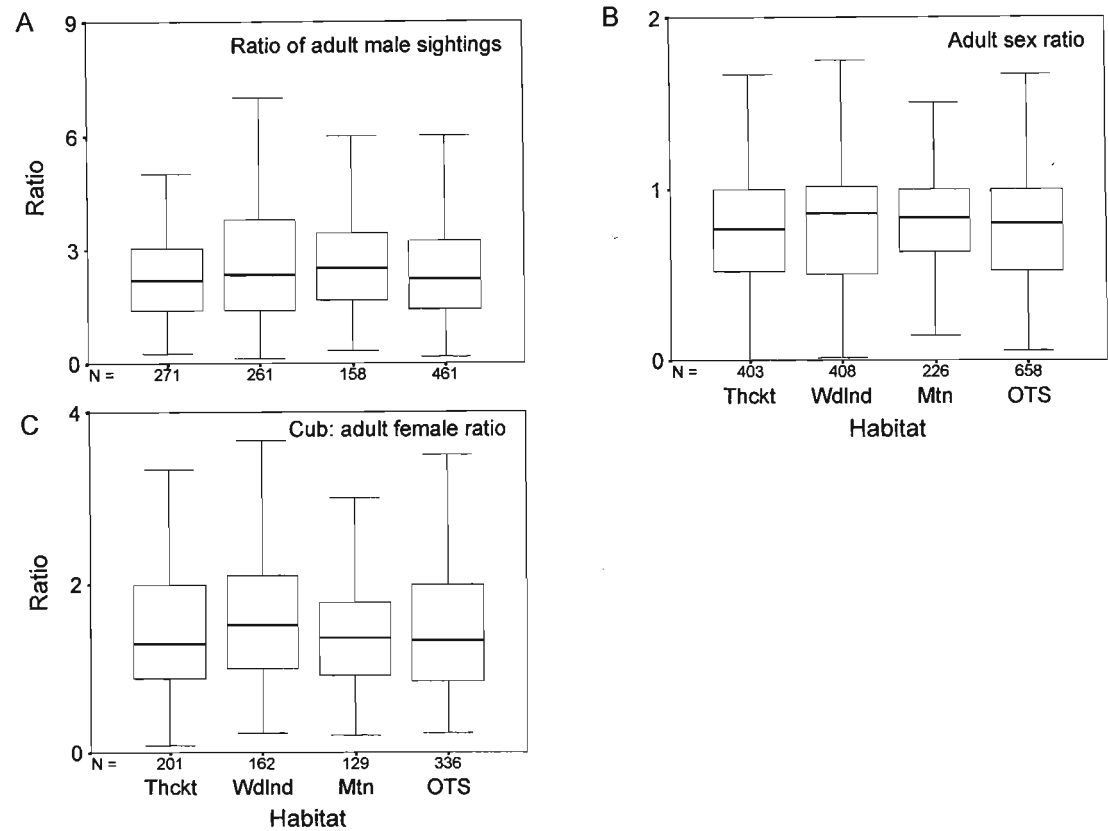 A
9
Ratio of adult male sightings
6
Ratio
3
0
N = 271 261 158 461
B
2
Adult sex ratio
1
0
N = 403 408 226 658
Thckt Wdlnd Mtn OTS
Habitat
C
4
Cub: adult female ratio
2
Ratio
0
N = 201 162 129 336
Thckt Wdlnd Mtn OTS
Habitat